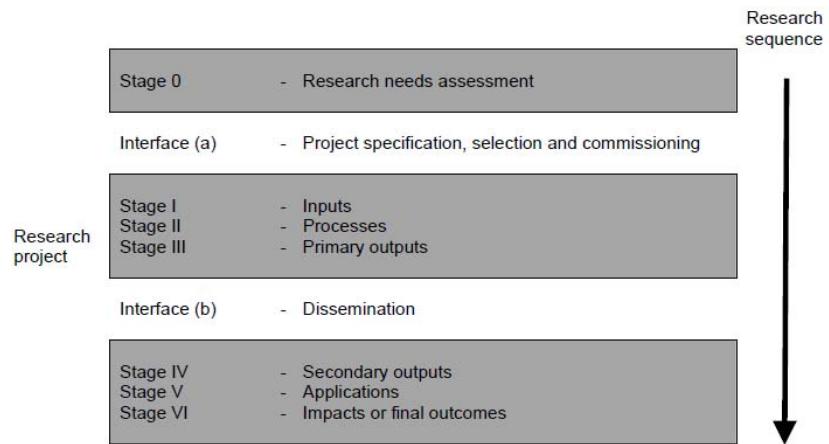 Research
sequence
Stage 0 - Research needs assessment
Interface (a) - Project specification, selection and commissioning
Stage I - Inputs
Stage II - Processes
Stage III - Primary outputs
Research
project
Interface (b) - Dissemination
Stage IV - Secondary outputs
Stage V - Applications
Stage VI - Impacts or final outcomes